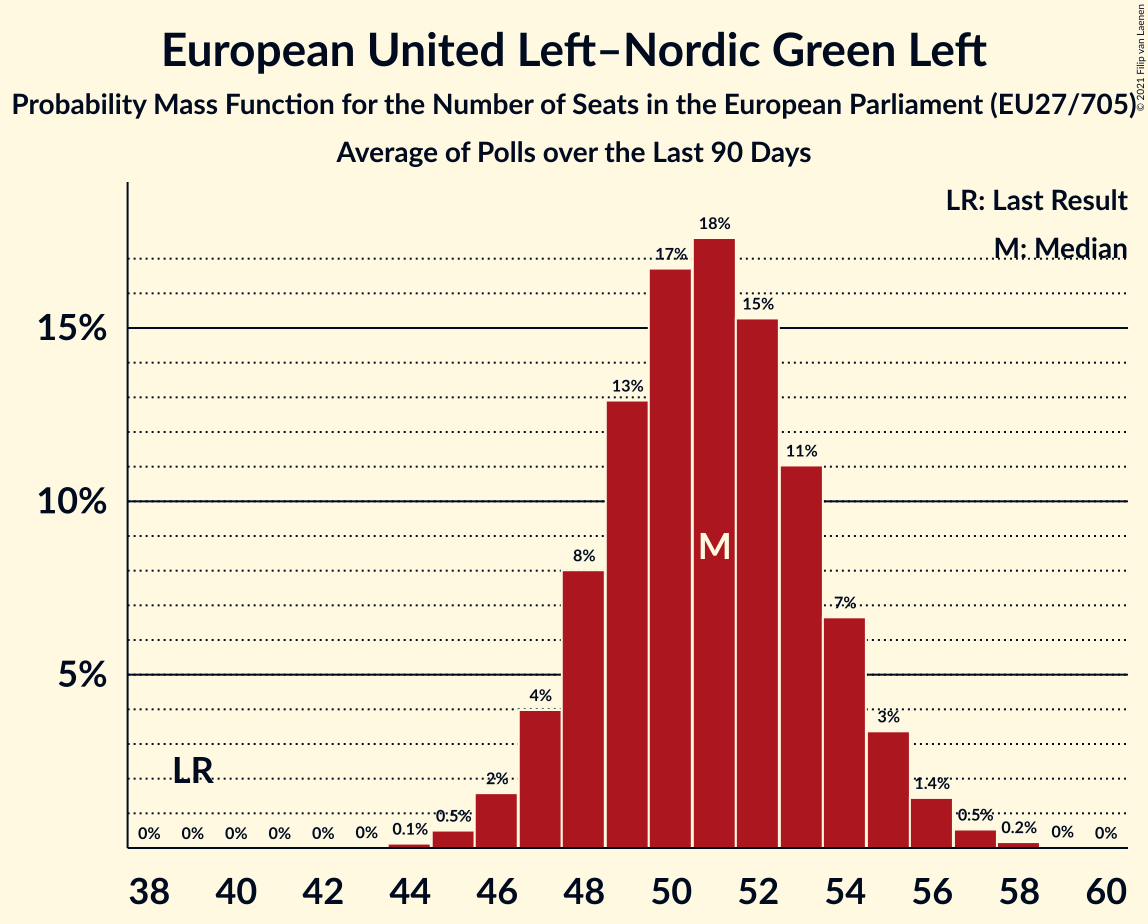 European United Left–Nordic Green Left
Probability Mass Function for the Number of Seats in the European Parliament (EU27/705)
Average of Polls over the Last 90 Days
© 2021 Filip van Laenen
LR: Last Result
M: Median
18%
17%
15%
15%
13%
11%
10%
8%
M
7%
5%
4%
3%
LR
2%
1.4%
0.5%
0.5%
0% 0% 0% 0% 0% 0% 0.1% 0.2% 0% 0%
38 40 42 44 46 48 50 52 54 56 58 60